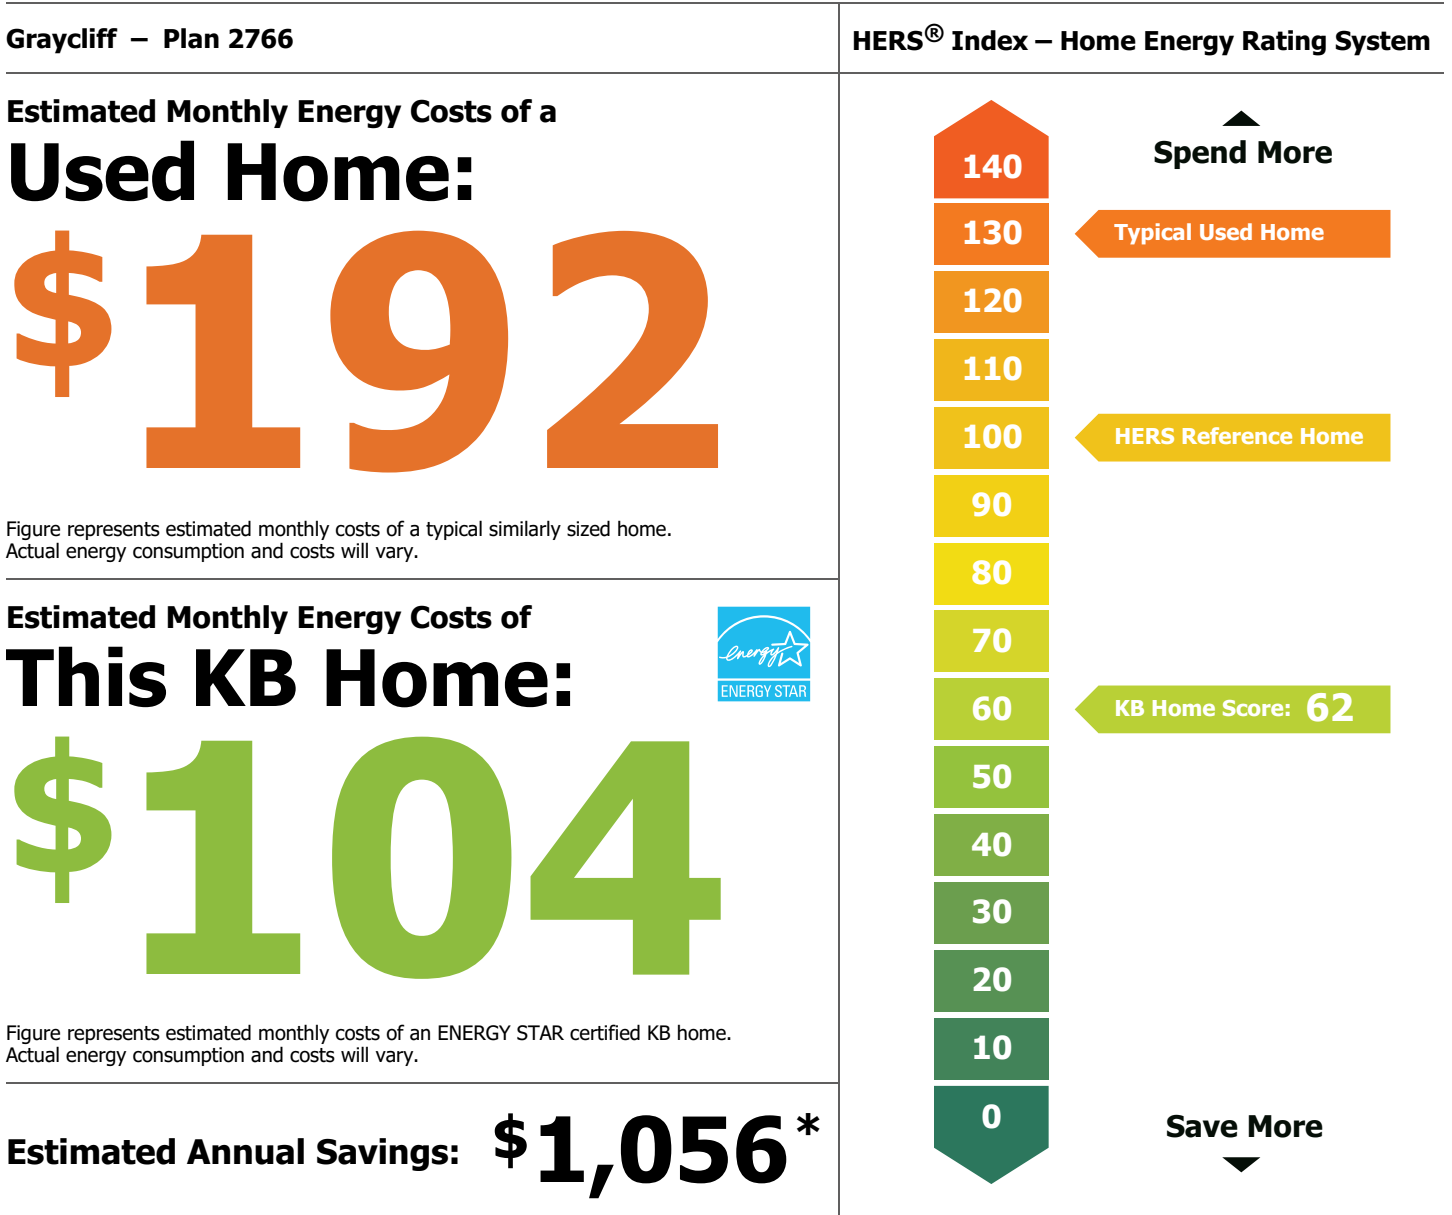 Graycliff – Plan 2766
Estimated Monthly Energy Costs of a
Used Home:
$192
Figure represents estimated monthly costs of a typical similarly sized home.
Actual energy consumption and costs will vary.
Estimated Monthly Energy Costs of
This KB Home:
energy
ENERGY STAR
$104
Figure represents estimated monthly costs of an ENERGY STAR certified KB home.
Actual energy consumption and costs will vary.
Estimated Annual Savings: $1,056*
HERS® Index – Home Energy Rating System
Spend More
140
130 Typical Used Home
120
110
100 HERS Reference Home
90
80
70
60 KB Home Score: 62
50
40
30
20
10
0
Save More